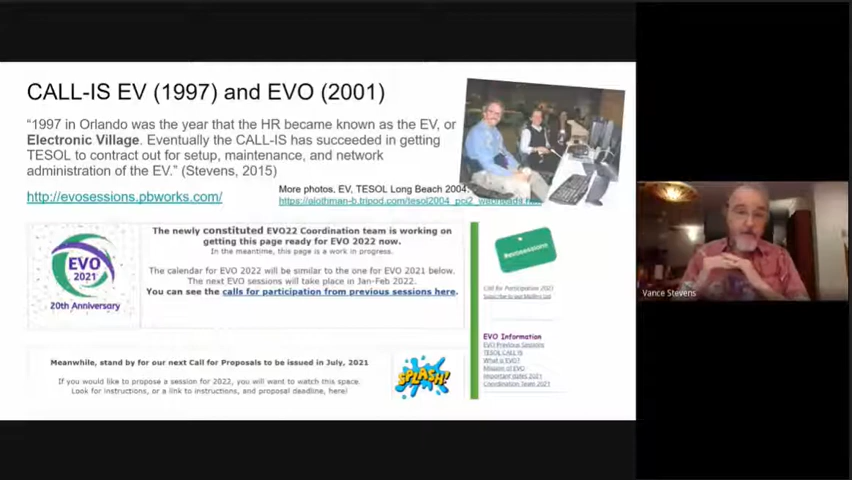 CALL-IS EV (1997) and EVO (2001)
“1997 in Orlando was the year that the HR became known as the EV, or
Electronic Village. Eventually the CALL-IS has succeeded in getting
TESOL to contract out for setup, maintenance, and network
administration of the EV.” (Stevens, 2015)
http://evosessions.pbworks.com/
More photos, EV, TESOL Long Beach 2004:
The newly constituted EVO22 Coordination team is working on
getting this page ready for EVO 2022 now.
In the meantime, this page is a work in progress.
The calendar for EVO 2022 will be similar to the one for EVO 2021 below.
The next EVO sessions will take place in Jan-Feb 2022.
You can see the calls for participation from previous sessions here.
EVO
2021
20th Anniversary
Meanwhile, stand by for our next Call for Proposals to be issued in July, 2021
If you would like to propose a session for 2022, you will want to watch this space.
Look for instructions, or a link to instructions, and proposal deadline, here!
SPLASH!
#evosessions
Call for Participation 2021
Subscribe to our Mailing List
EVO Information
EVO Previous Sessions
TESOL CALL IS
What is EVO?
Mission of EVO
Important dates 2021
Coordination Team 2021
Vance Stevens